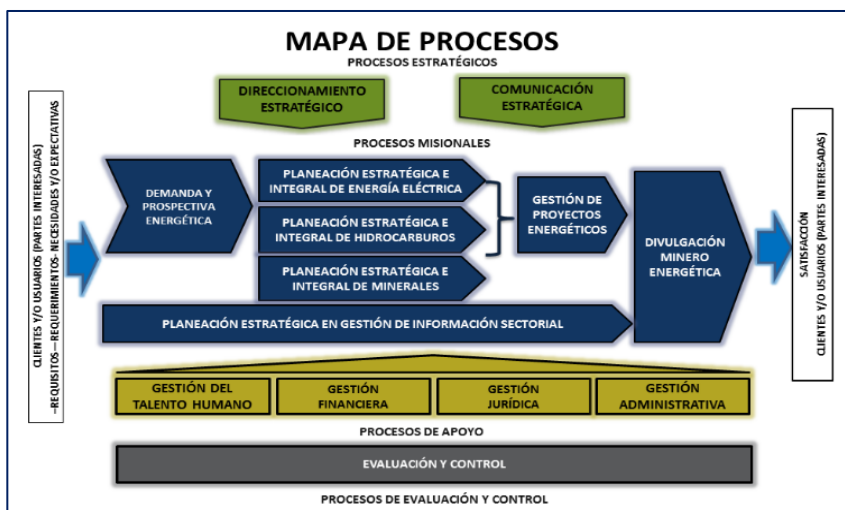 MAPA DE PROCESOS
PROCESOS ESTRATÉGICOS
DIRECCIONAMIENTO
ESTRATÉGICO
COMUNICACIÓN
ESTRATÉGICA
PROCESOS MISIONALES
CLIENTES Y/O USUARIOS (PARTES INTERESADAS)
–REQUISITOS—REQUERIMIENTOS- NECESIDADES Y/O EXPECTATIVAS
DEMANDA Y
PROSPECTIVA
ENERGÉTICA
PLANEACIÓN ESTRATÉGICA E
INTEGRAL DE ENERGÍA ELÉCTRICA
PLANEACIÓN ESTRATÉGICA E
INTEGRAL DE HIDROCARBUROS
PLANEACIÓN ESTRATÉGICA E
INTEGRAL DE MINERALES
GESTIÓN DE
PROYECTOS
ENERGÉTICOS
DIVULGACIÓN
MINERO
ENERGÉTICA
SATISFACCIÓN
CLIENTES Y/O USUARIOS (PARTES INTERESADAS)
PLANEACIÓN ESTRATÉGICA EN GESTIÓN DE INFORMACIÓN SECTORIAL
GESTIÓN DEL
TALENTO HUMANO
GESTIÓN
FINANCIERA
GESTIÓN
JURÍDICA
GESTIÓN
ADMINISTRATIVA
PROCESOS DE APOYO
EVALUACIÓN Y CONTROL
PROCESOS DE EVALUACIÓN Y CONTROL